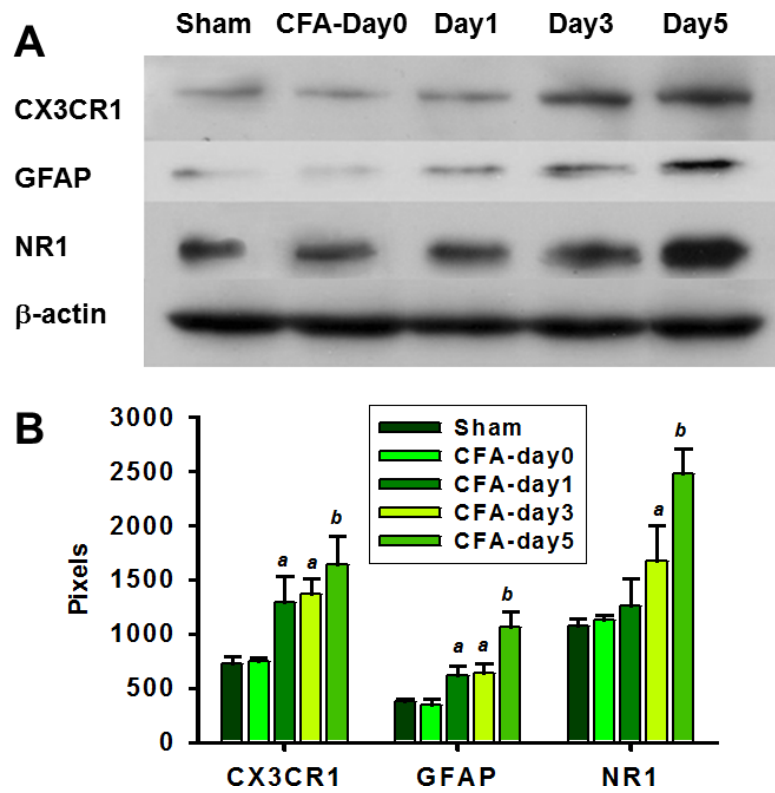 A
Sham CFA-Day0 Day1 Day3 Day5
CX3CR1
GFAP
NR1
β-actin
B
3000
2500
2000
1500
1000
500
0
Pixels
Sham
CFA-day0
CFA-day1
CFA-day3
CFA-day5
a a b
a a b
a b
CX3CR1 GFAP NR1